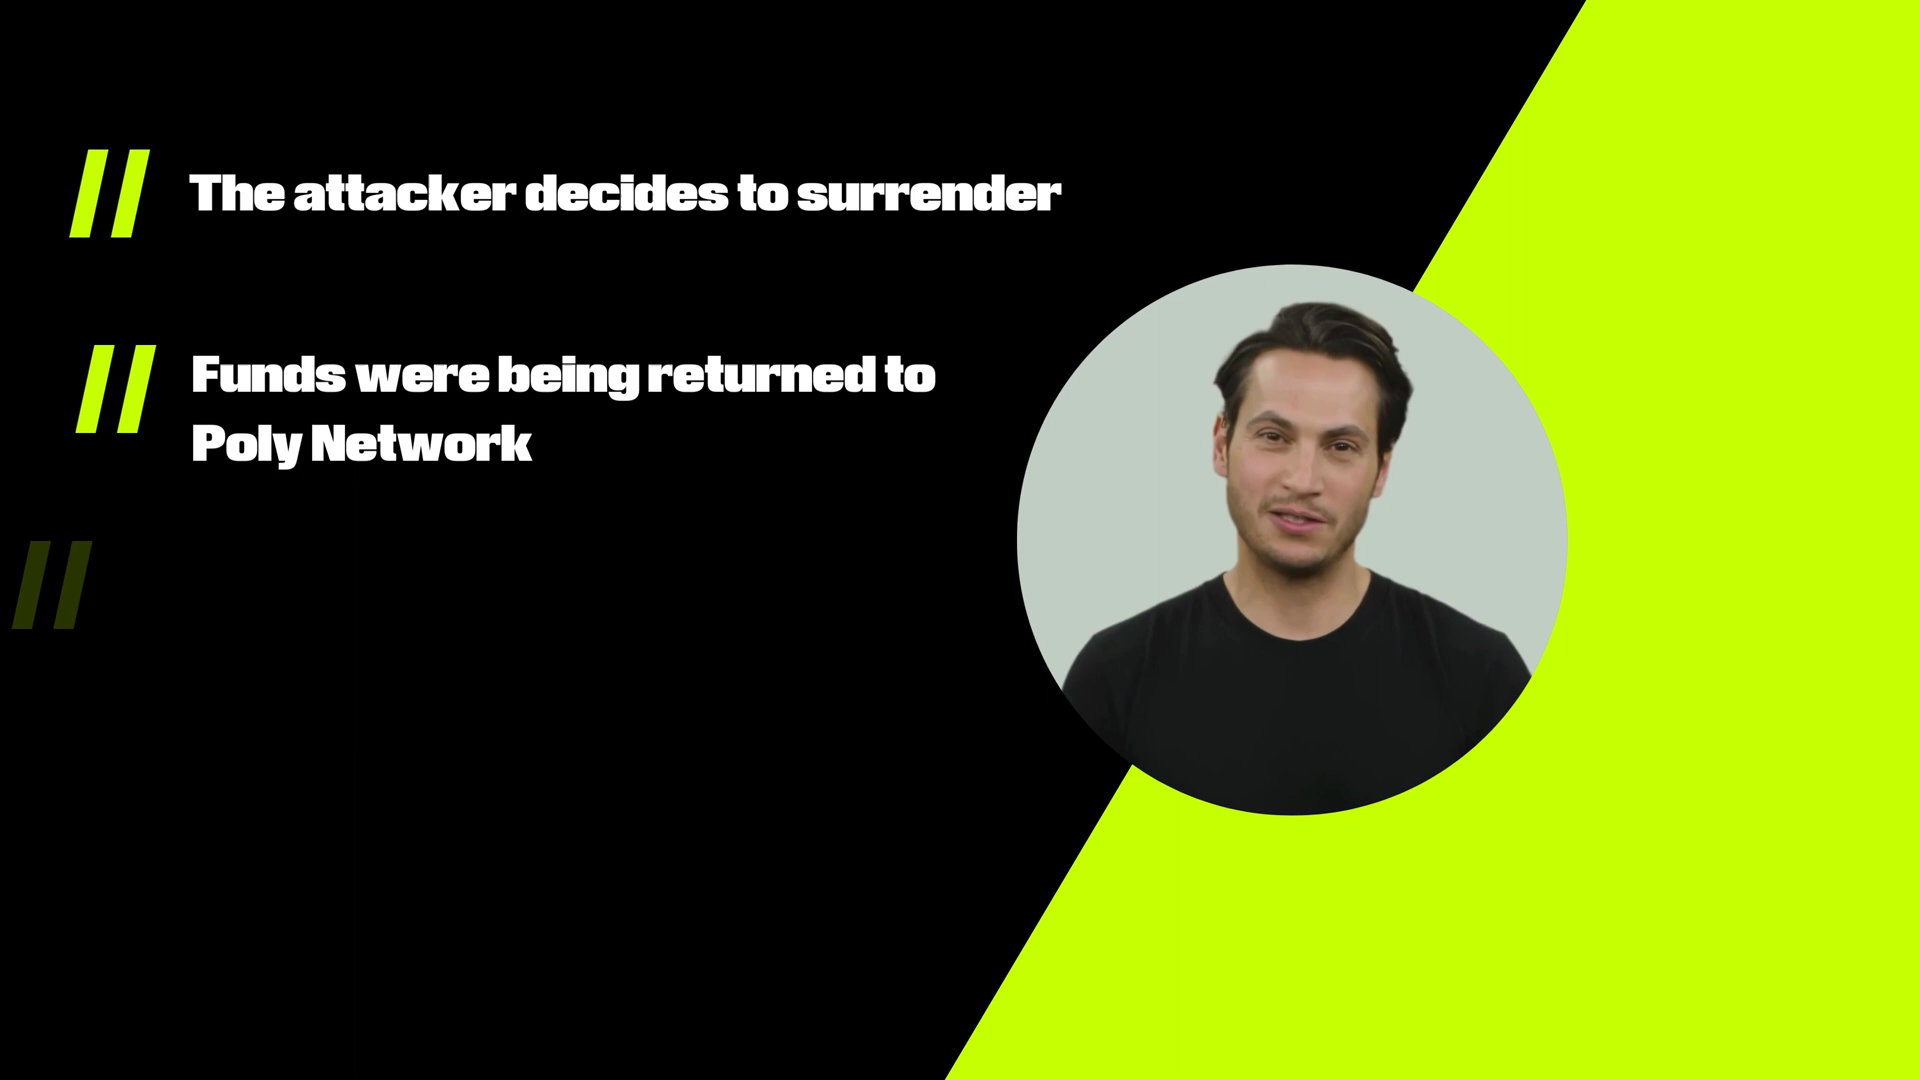 The attacker decides to surrender
Funds were being returned to
Poly Network